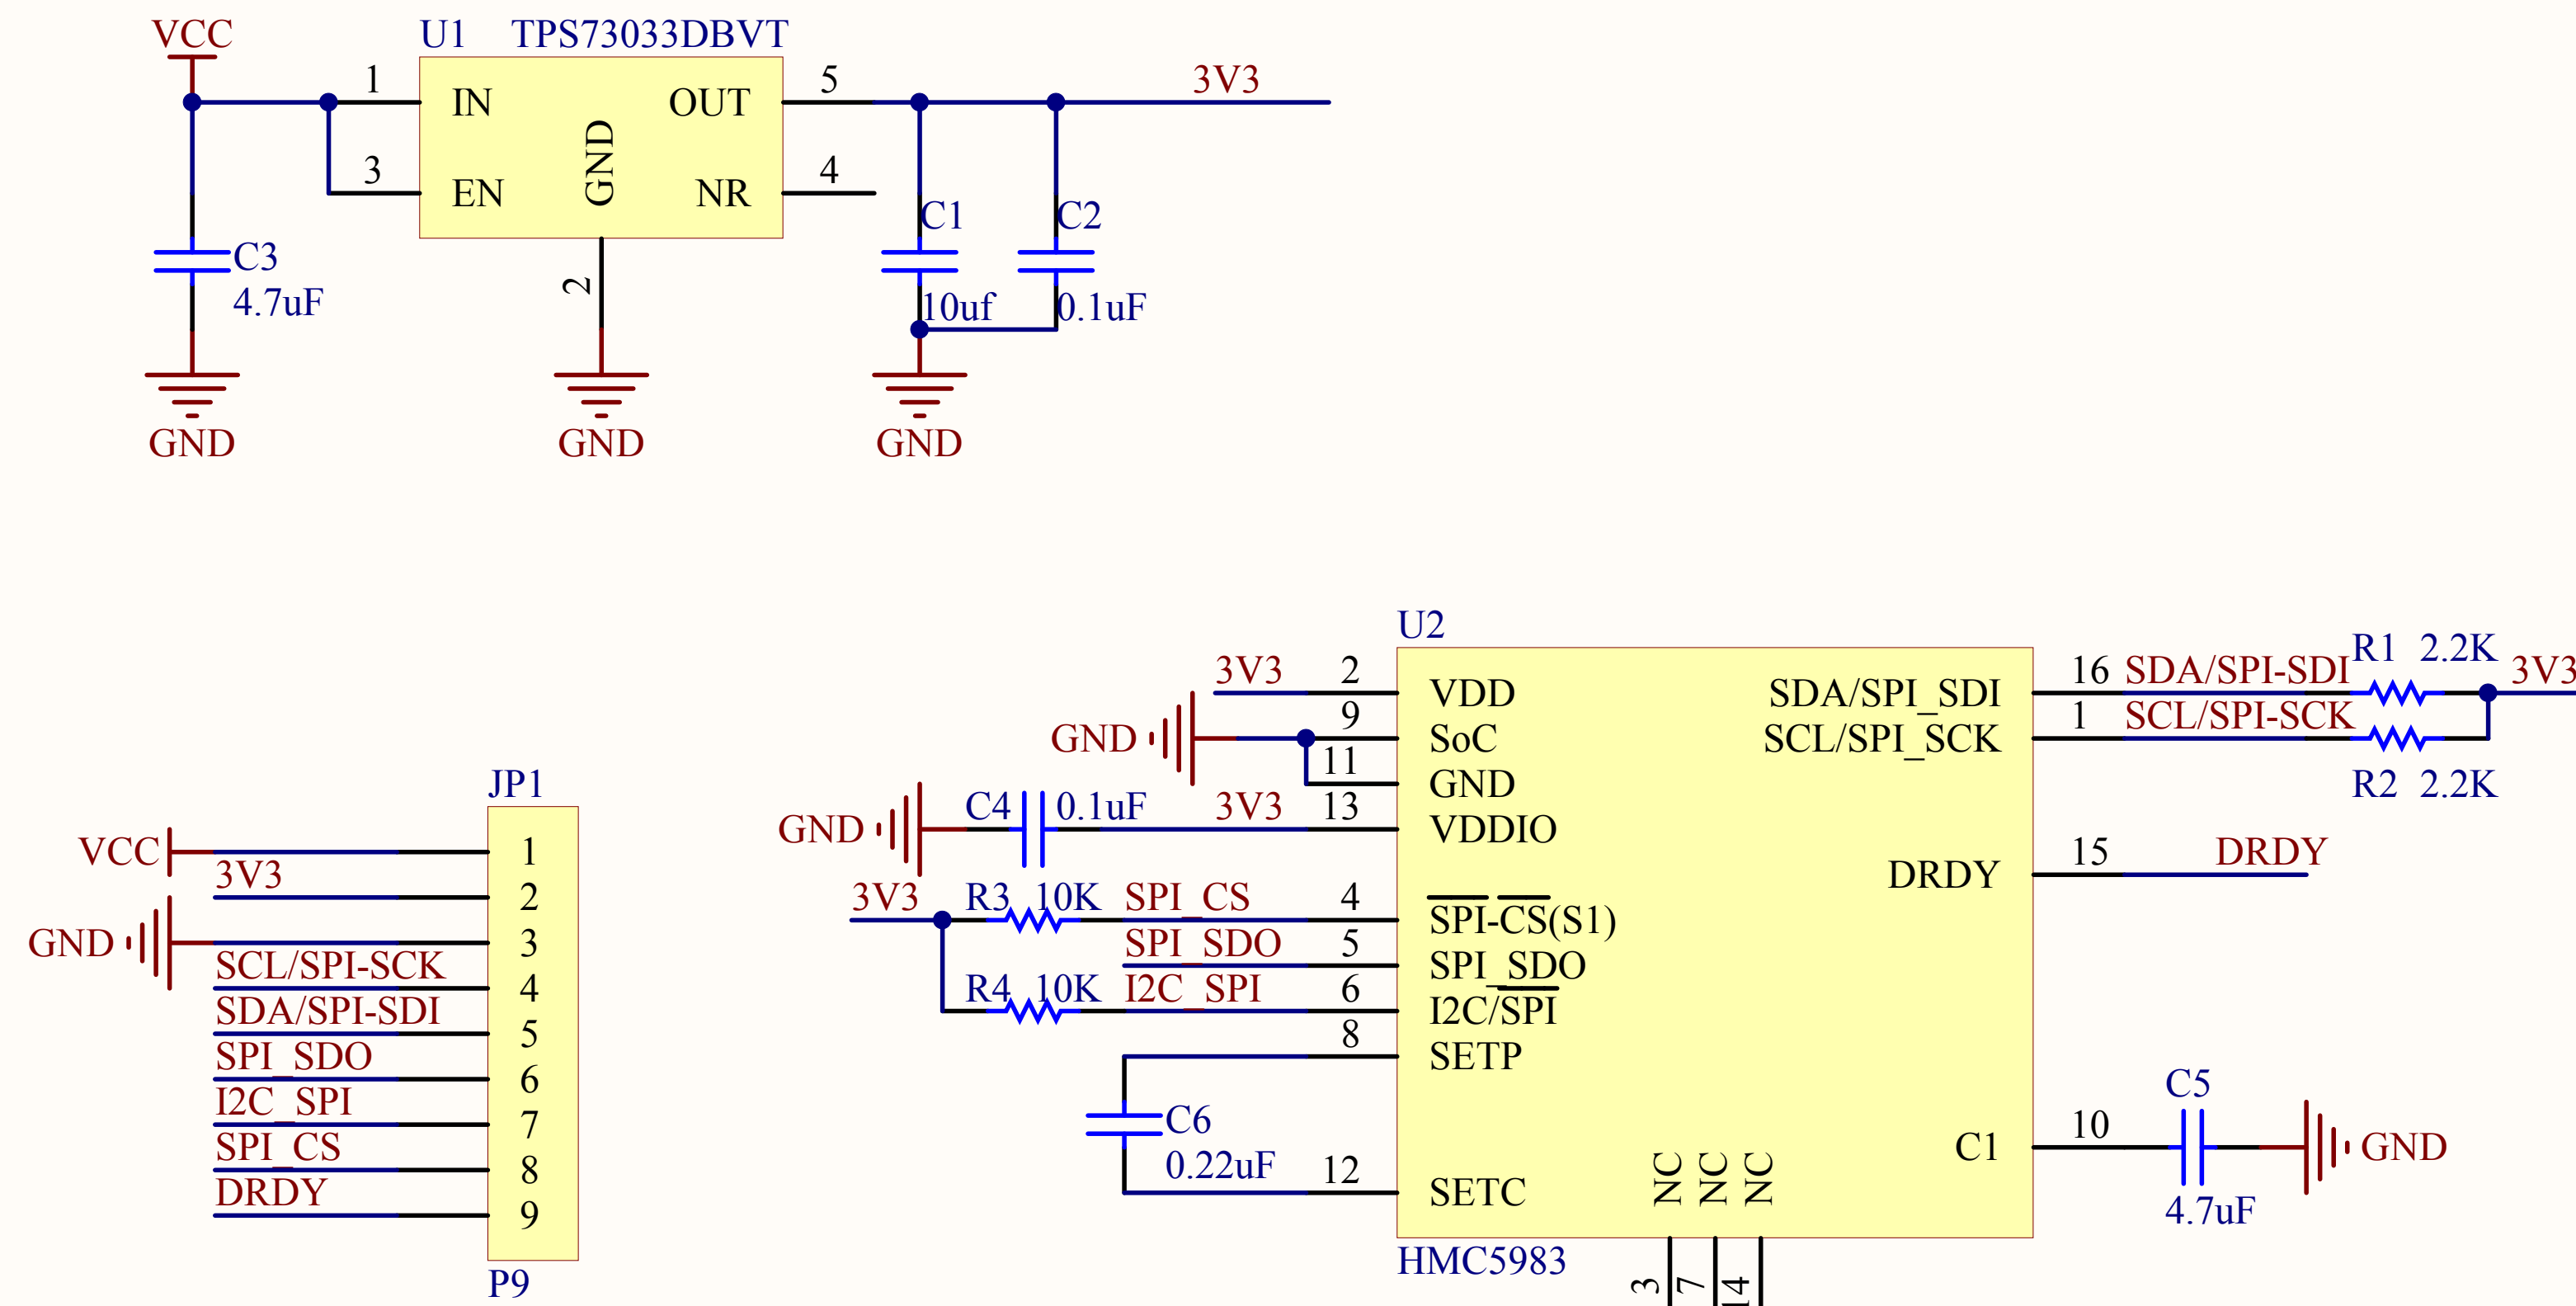 VCC
U1 TPS73033DBVT
1 IN
3 EN
GND
2
OUT 5
NR 4
3V3
C3
4.7uF
C1
10uf
C2
0.1uF
GND
GND
GND
JP1
VCC 1
3V3 2
GND 3
SCL/SPI-SCK 4
SDA/SPI-SDI 5
SPI_SDO 6
I2C_SPI 7
SPI_CS 8
DRDY 9
P9
U2
3V3 2 VDD
GND 9 SoC
11 GND
GND C4 0.1uF 3V3 13 VDDIO
3V3 R3 10K SPI_CS 4 SPI-CS(S1)
SPI_SDO 5 SPI_SDO
R4 10K I2C_SPI 6 I2C/SPI
8 SETP
C6
0.22uF
12 SETC
NC NC NC
3 7 14
HMC5983
SDA/SPI_SDI 16 SDA/SPI-SDI R1 2.2K 3V3
SCL/SPI_SCK 1 SCL/SPI-SCK
R2 2.2K
DRDY 15 DRDY
C5
C1 10 GND
4.7uF